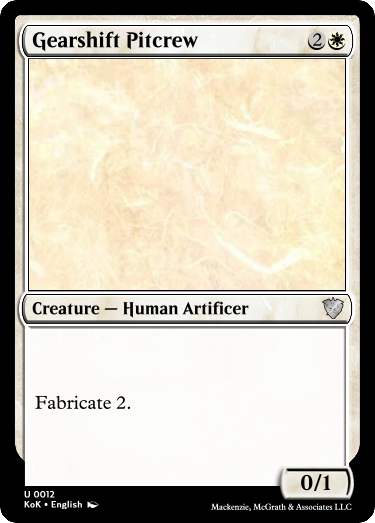 Gearshift Pitcrew 2
Creature — Human Artificer
Fabricate 2.
0/1
U 0012
KoK • English
Mackenzie, McGrath & Associates LLC